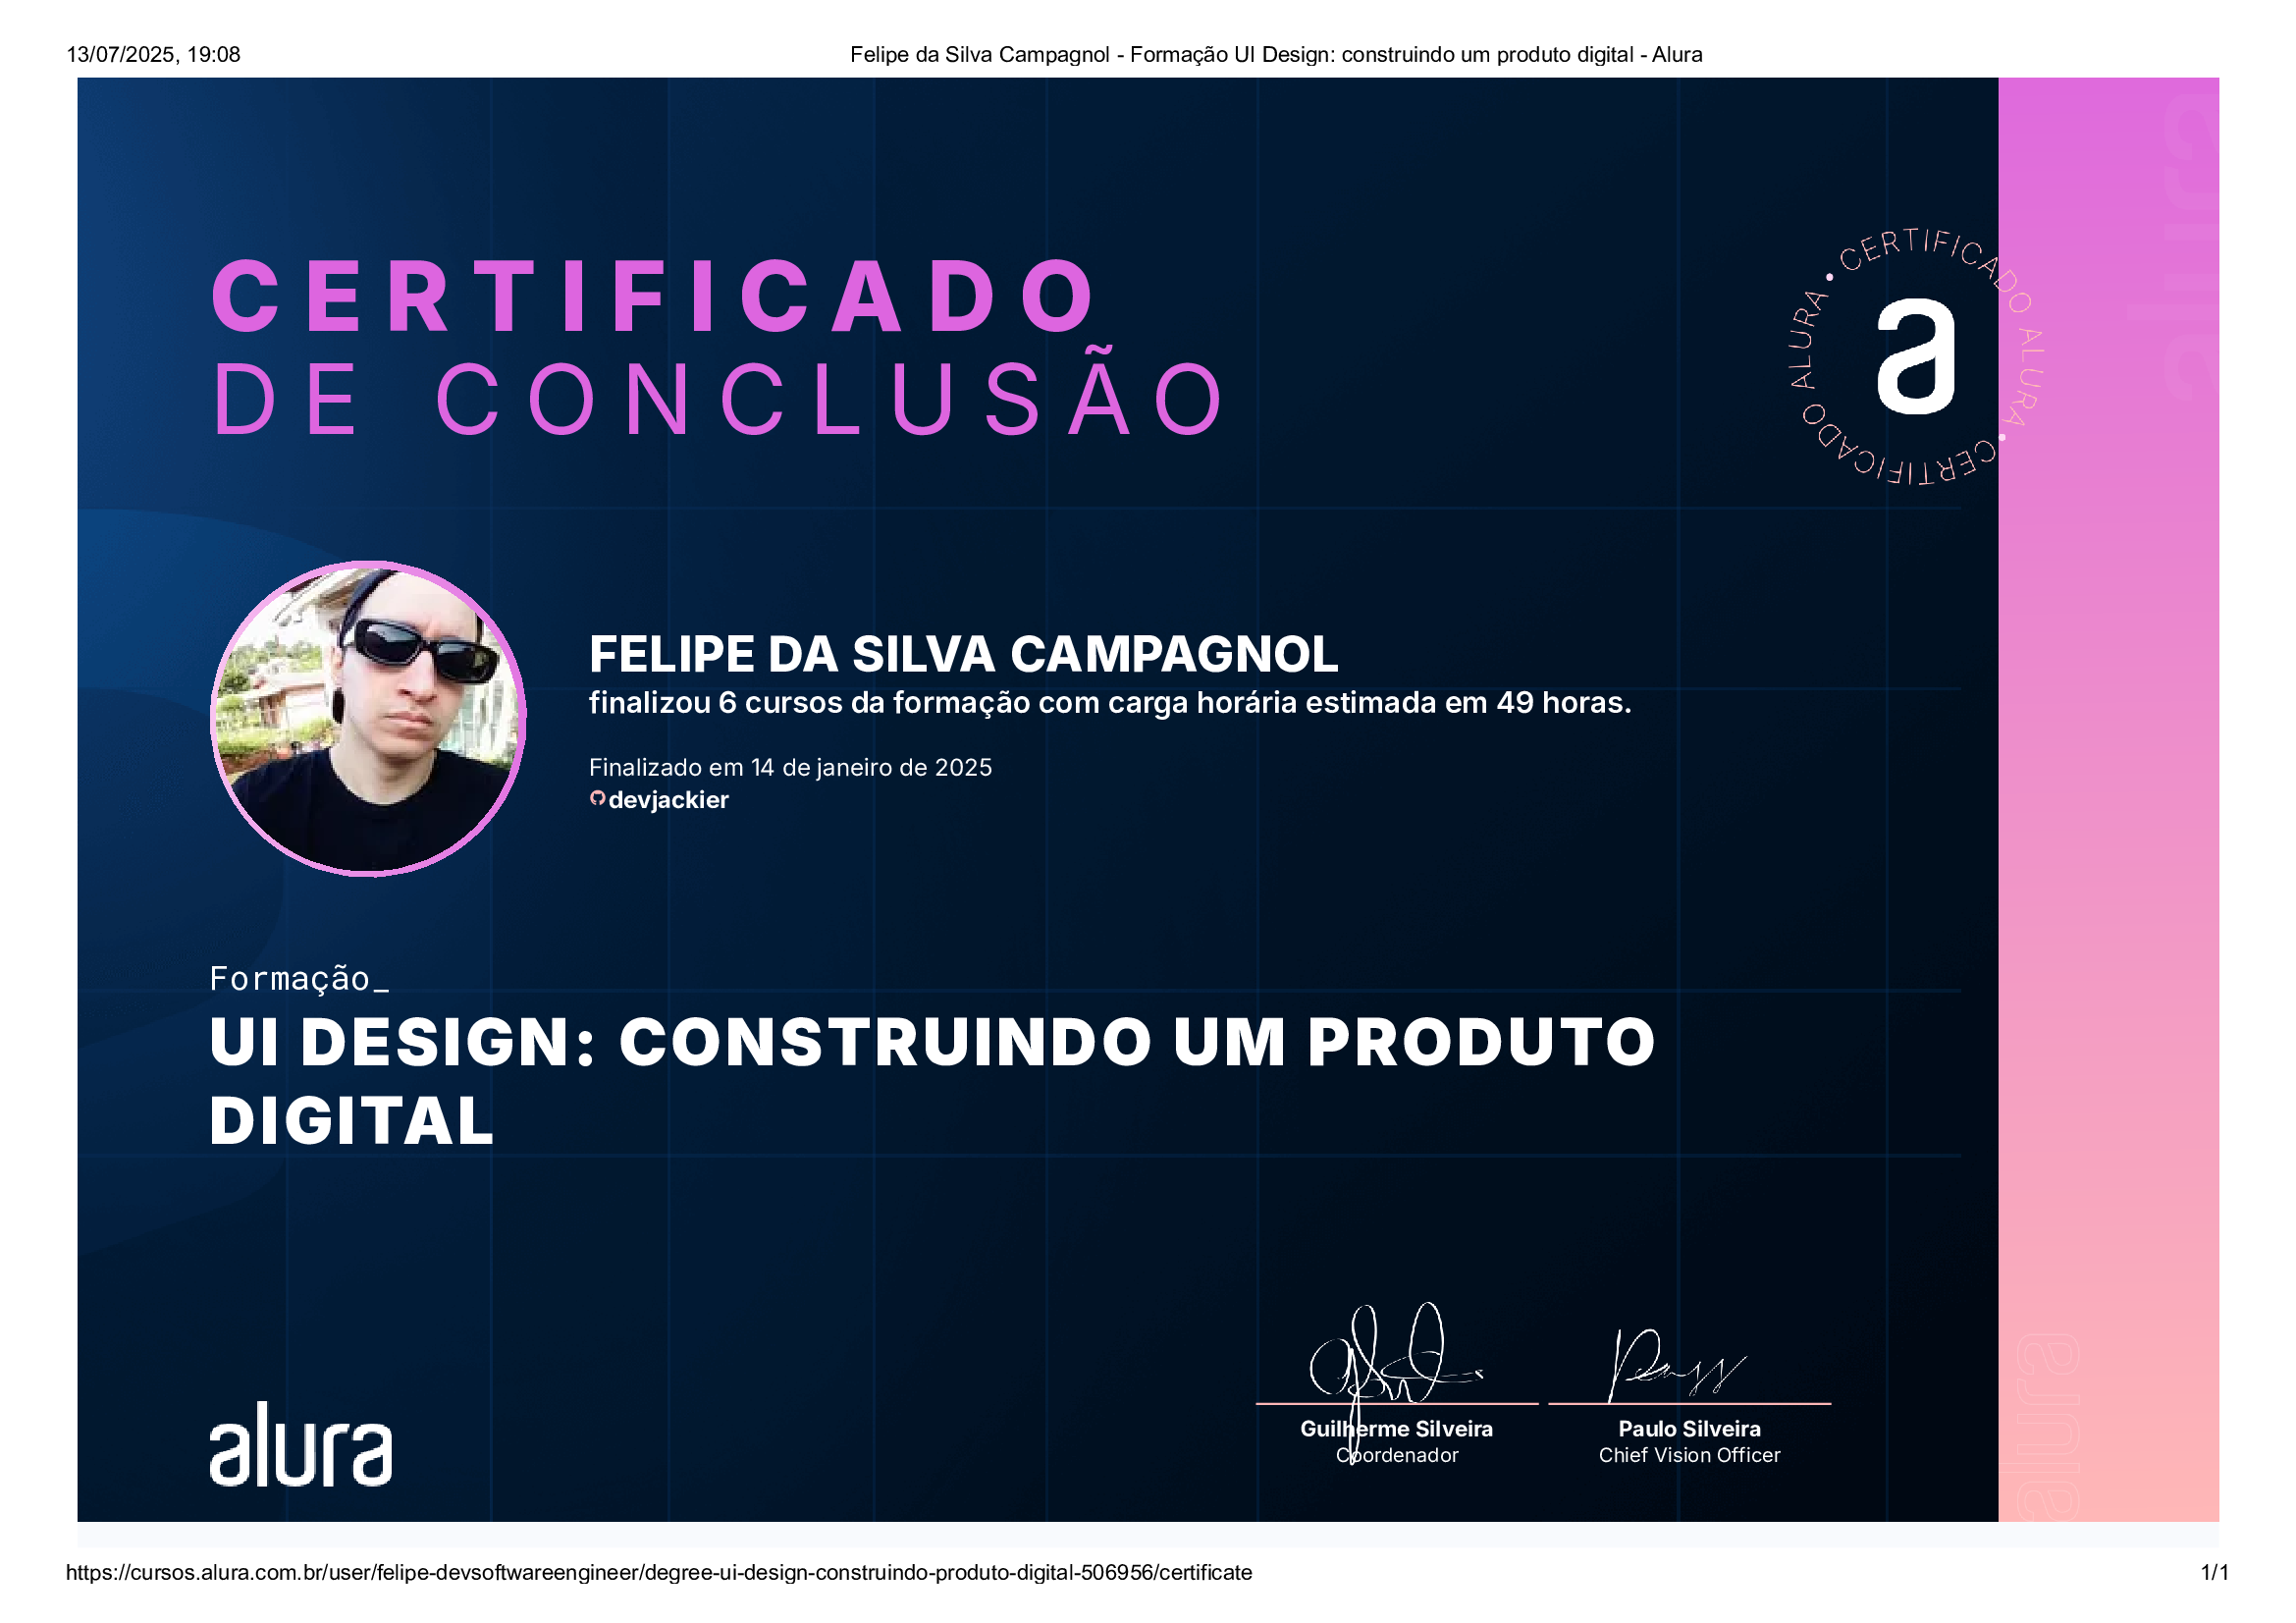 13/07/2025, 19:08
Felipe da Silva Campagnol - Formação UI Design: construindo um produto digital - Alura
CERTIFICADO
DE CONCLUSÃO
CERTIFICADO ALURA • CERTIFICADO ALURA •
a
FELIPE DA SILVA CAMPAGNOL
finalizou 6 cursos da formação com carga horária estimada em 49 horas.
Finalizado em 14 de janeiro de 2025
devjackier
Formação_
UI DESIGN: CONSTRUINDO UM PRODUTO
DIGITAL
alura
Guilherme Silveira
Coordenador
Paulo Silveira
Chief Vision Officer
alura
alura
https://cursos.alura.com.br/user/felipe-devsoftwareengineer/degree-ui-design-construindo-produto-digital-506956/certificate
1/1